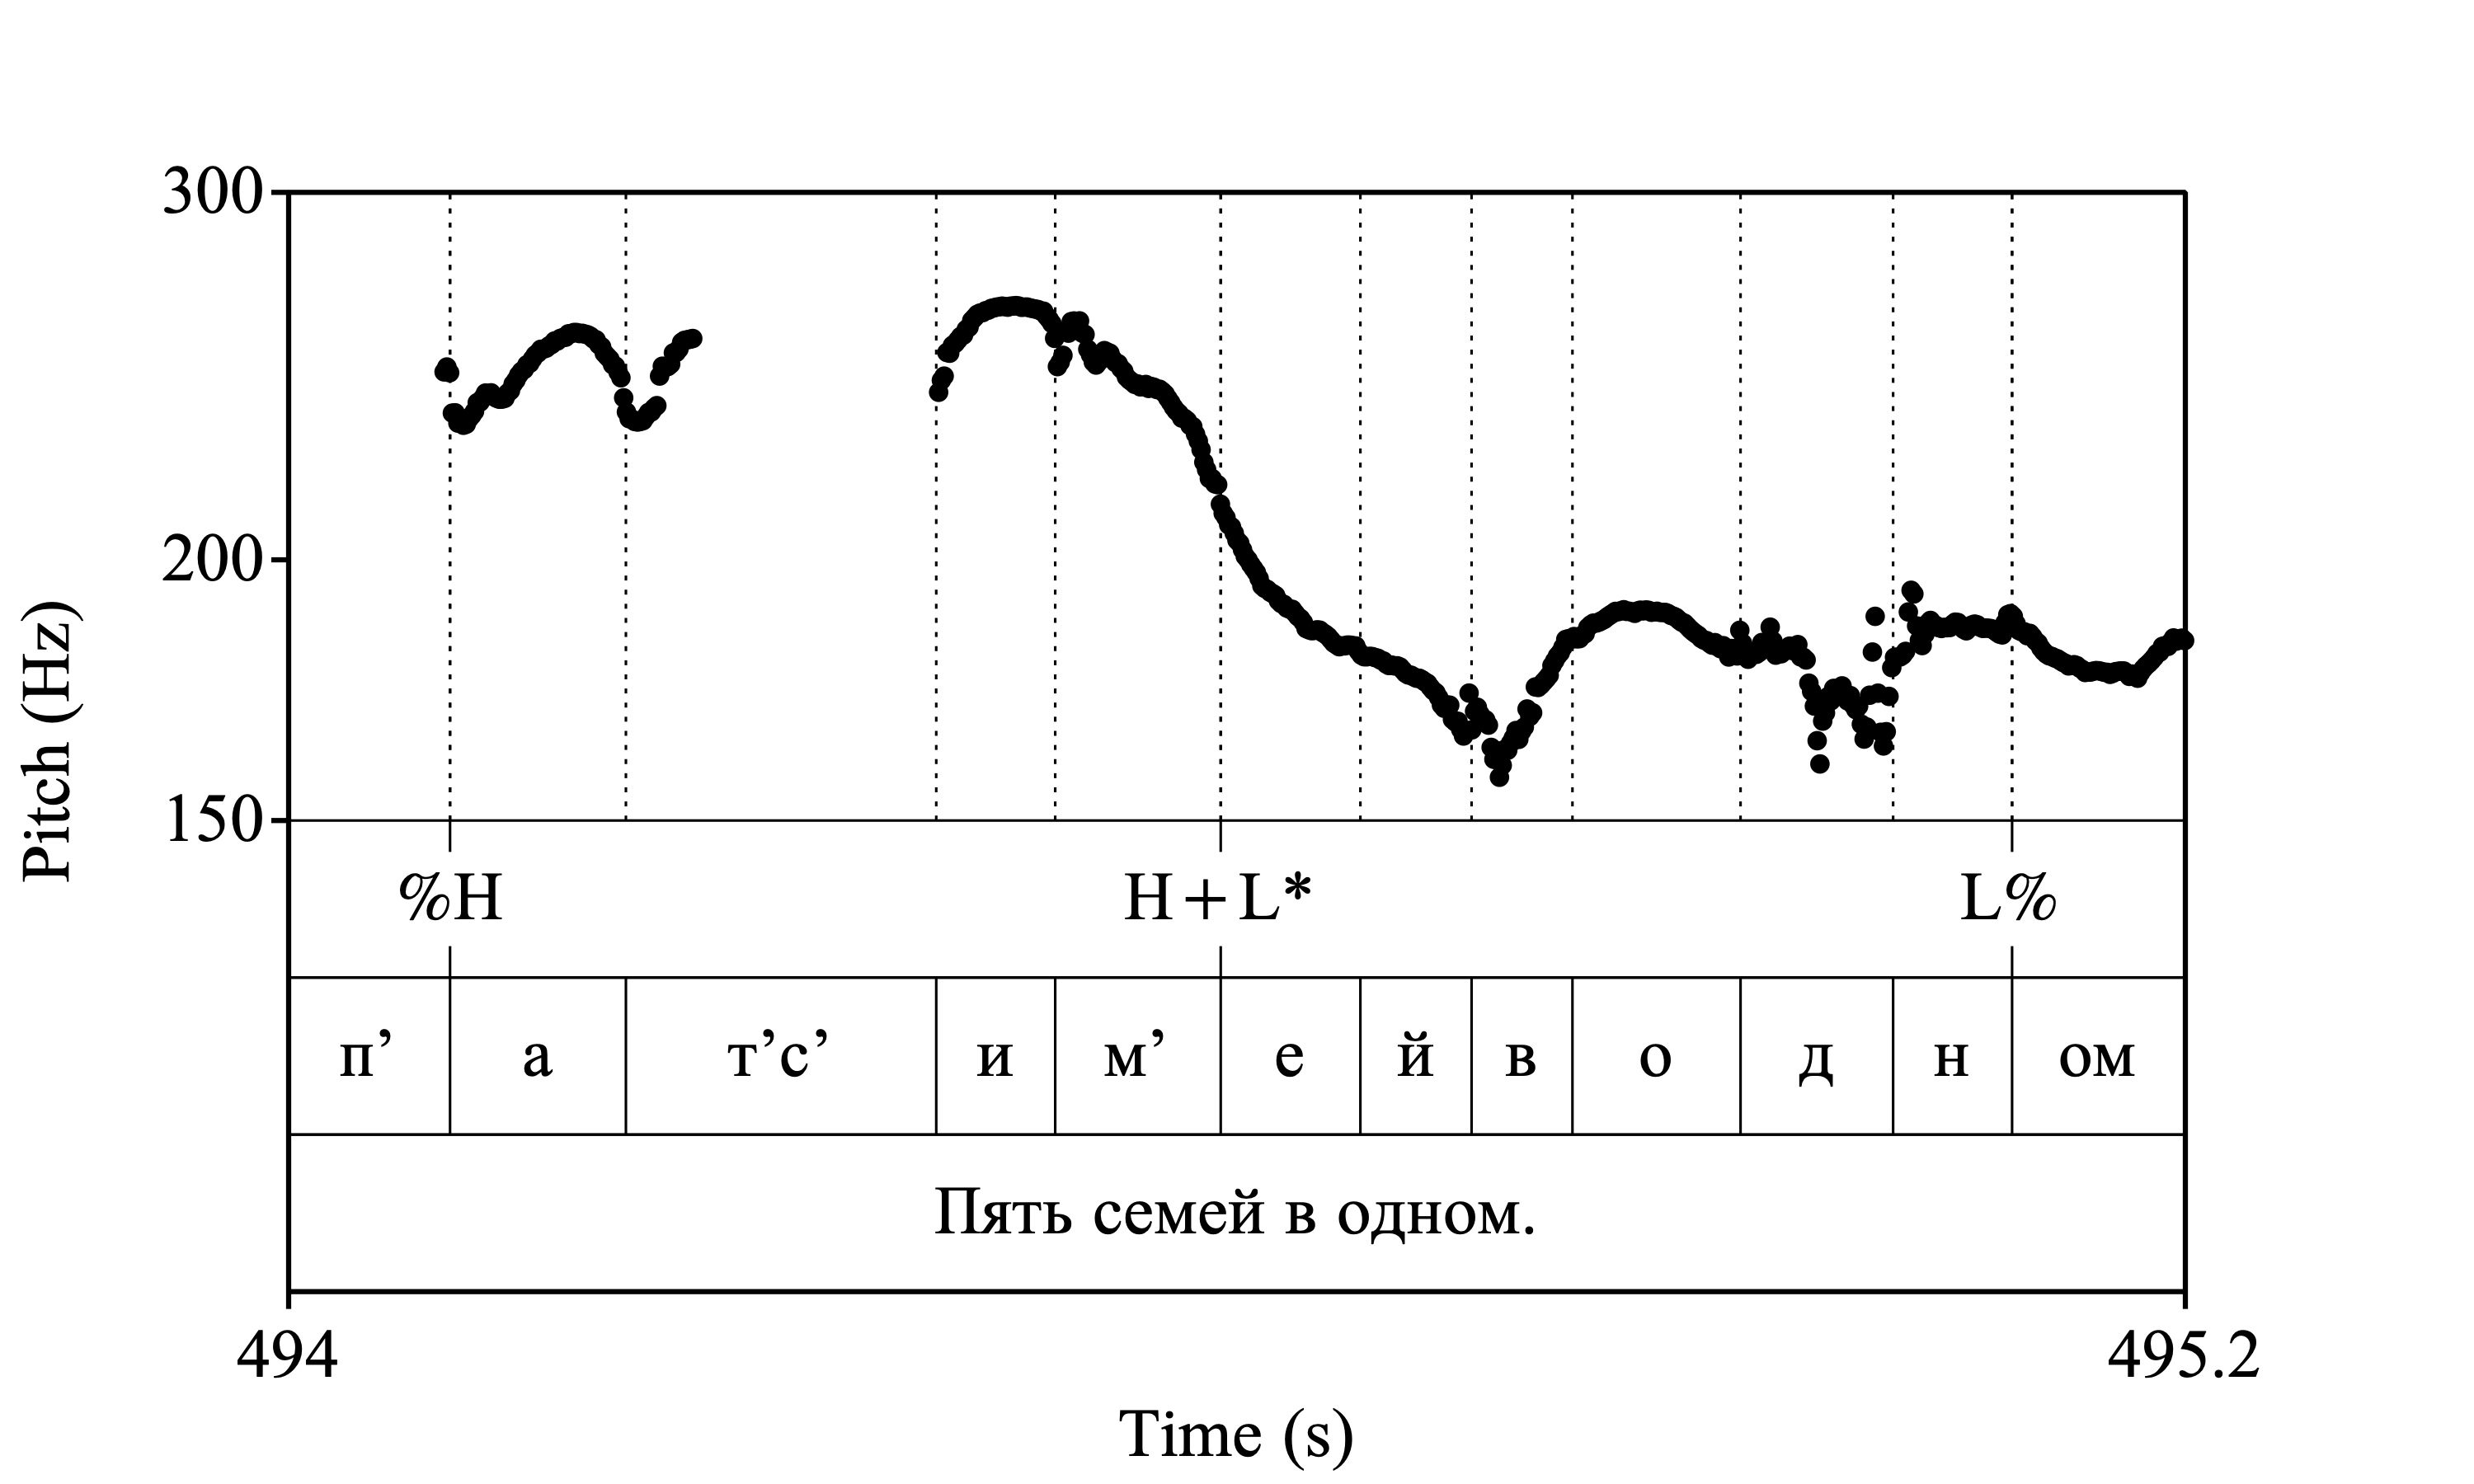 300
200
150
Pitch (Hz)
%H H+L* L%
п’ а т’с’ и м’ е й в о д н ом
Пять семей в одном.
494 495.2
Time (s)